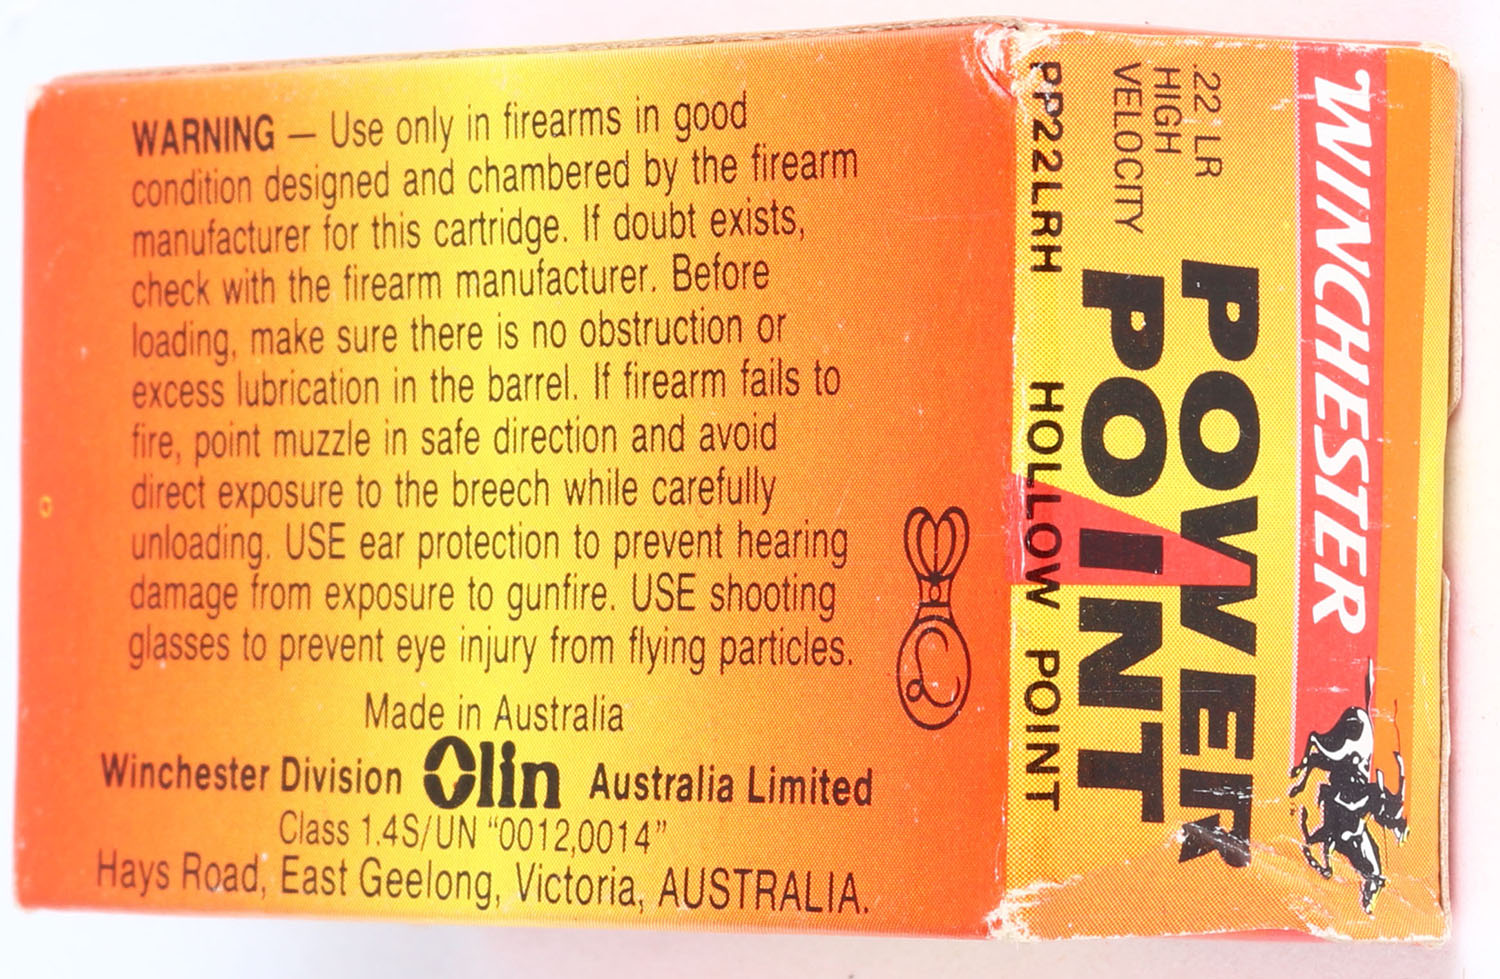 WARNING — Use only in firearms in good
condition designed and chambered by the firearm
manufacturer for this cartridge. If doubt exists,
check with the firearm manufacturer. Before
loading, make sure there is no obstruction or
excess lubrication in the barrel. If firearm fails to
fire, point muzzle in safe direction and avoid
direct exposure to the breech while carefully
unloading. USE ear protection to prevent hearing
damage from exposure to gunfire. USE shooting
glasses to prevent eye injury from flying particles.
Made in Australia
Winchester Division Olin Australia Limited
Class 1.4S/UN “0012,0014”
Hays Road, East Geelong, Victoria, AUSTRALIA.
WINCHESTER
.22 LR
HIGH
VELOCITY
POWER
POINT
PP22LRH HOLLOW POINT